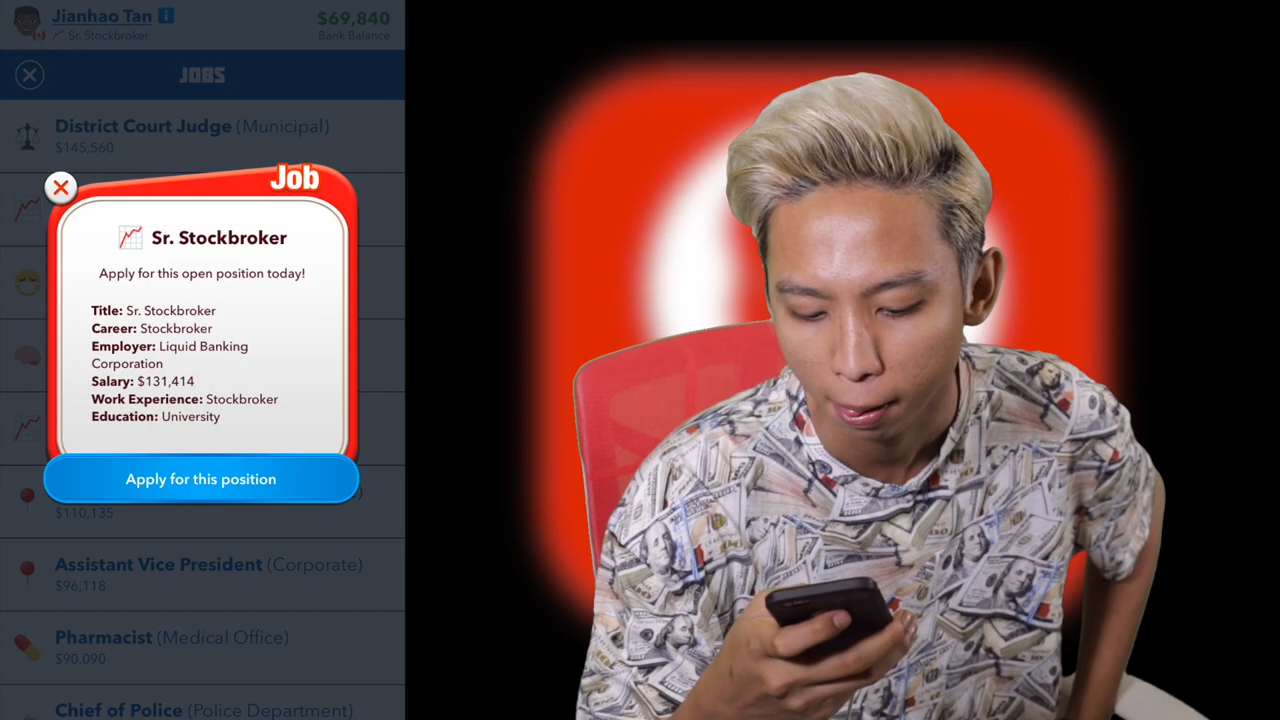 Jianhao Tan
$69,840
Sr. Stockbroker
Bank Balance
JOBS
District Court Judge (Municipal)
$145,560
Job
Sr. Stockbroker
Apply for this open position today!
Title: Sr. Stockbroker
Career: Stockbroker
Employer: Liquid Banking
Corporation
Salary: $131,414
Work Experience: Stockbroker
Education: University
Apply for this position
$110,135
Assistant Vice President (Corporate)
$96,118
Pharmacist (Medical Office)
$90,090
Chief of Police (Police Department)